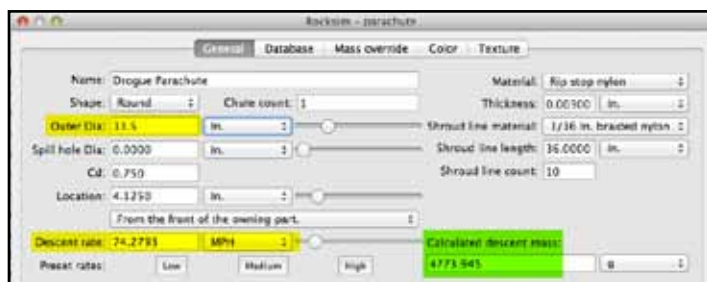 Rocksim - parachute
General Database Mass override Color Texture
Name: Drogue Parachute Material: Rip stop nylon
Shape: Round Chute count: 1 Thickness: 0.00300 in.
Outer Dia: 13.5 in. Shroud line material: 1/16 in. braided nylon
Spill hole Dia: 0.0000 in. Shroud line length: 36.0000 in.
Cd: 0.750 Shroud line count: 10
Location: 4.1250 in.
From the front of the owning part.
Descent rate: 74.2793 MPH Calculated descent mass:
Preset rates: Low Medium High 4773.945 g